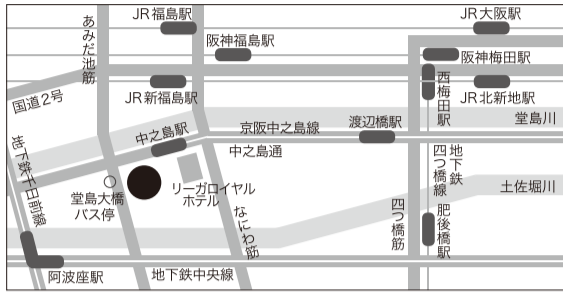 JR福島駅
JR大阪駅
あみだ池筋
阪神福島駅
阪神梅田駅
西梅田駅
国道2号
JR新福島駅
JR北新地駅
堂島川
中之島駅
京阪中之島線
渡辺橋駅
中之島通
地下鉄千日前線
地下鉄
四つ橋線
堂島大橋
バス停
リーガロイヤル
ホテル
なにわ筋
四つ橋筋
土佐堀川
肥後橋駅
阿波座駅
地下鉄中央線